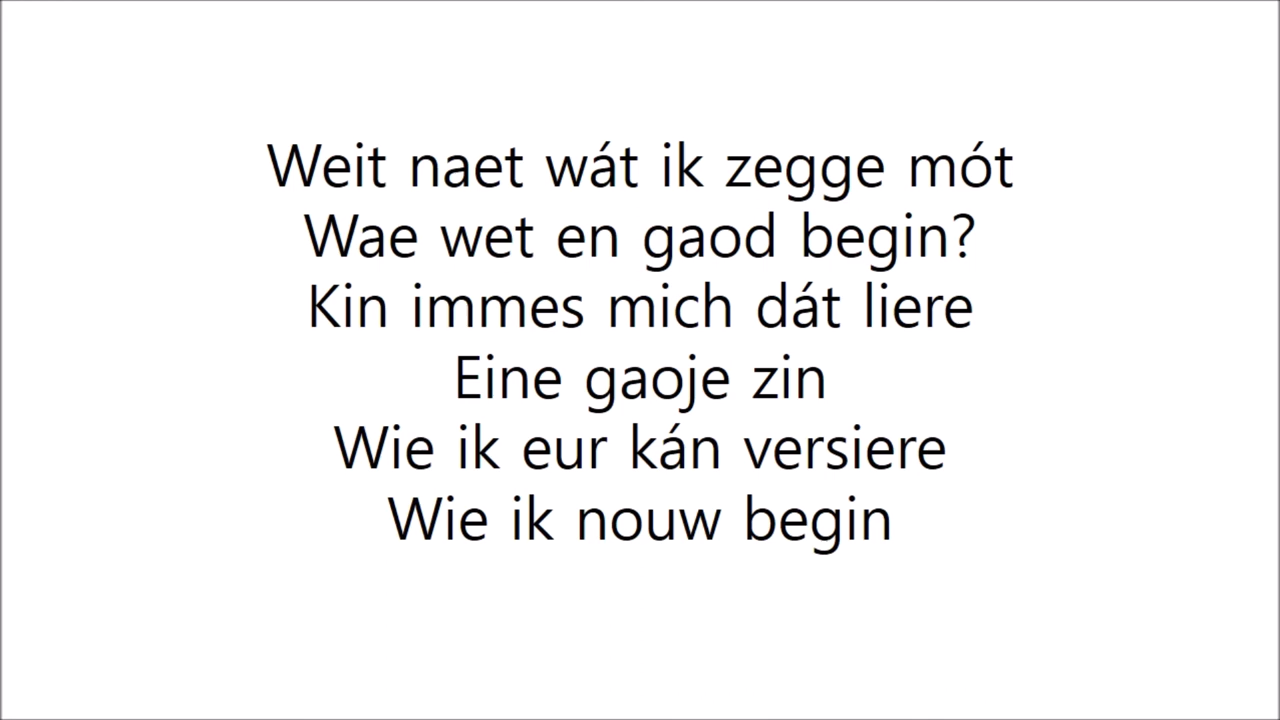 Weit naet wát ik zegge mót
Wae wet en gaod begin?
Kin immes mich dát liere
Eine gaoje zin
Wie ik eur kán versiere
Wie ik nouw begin